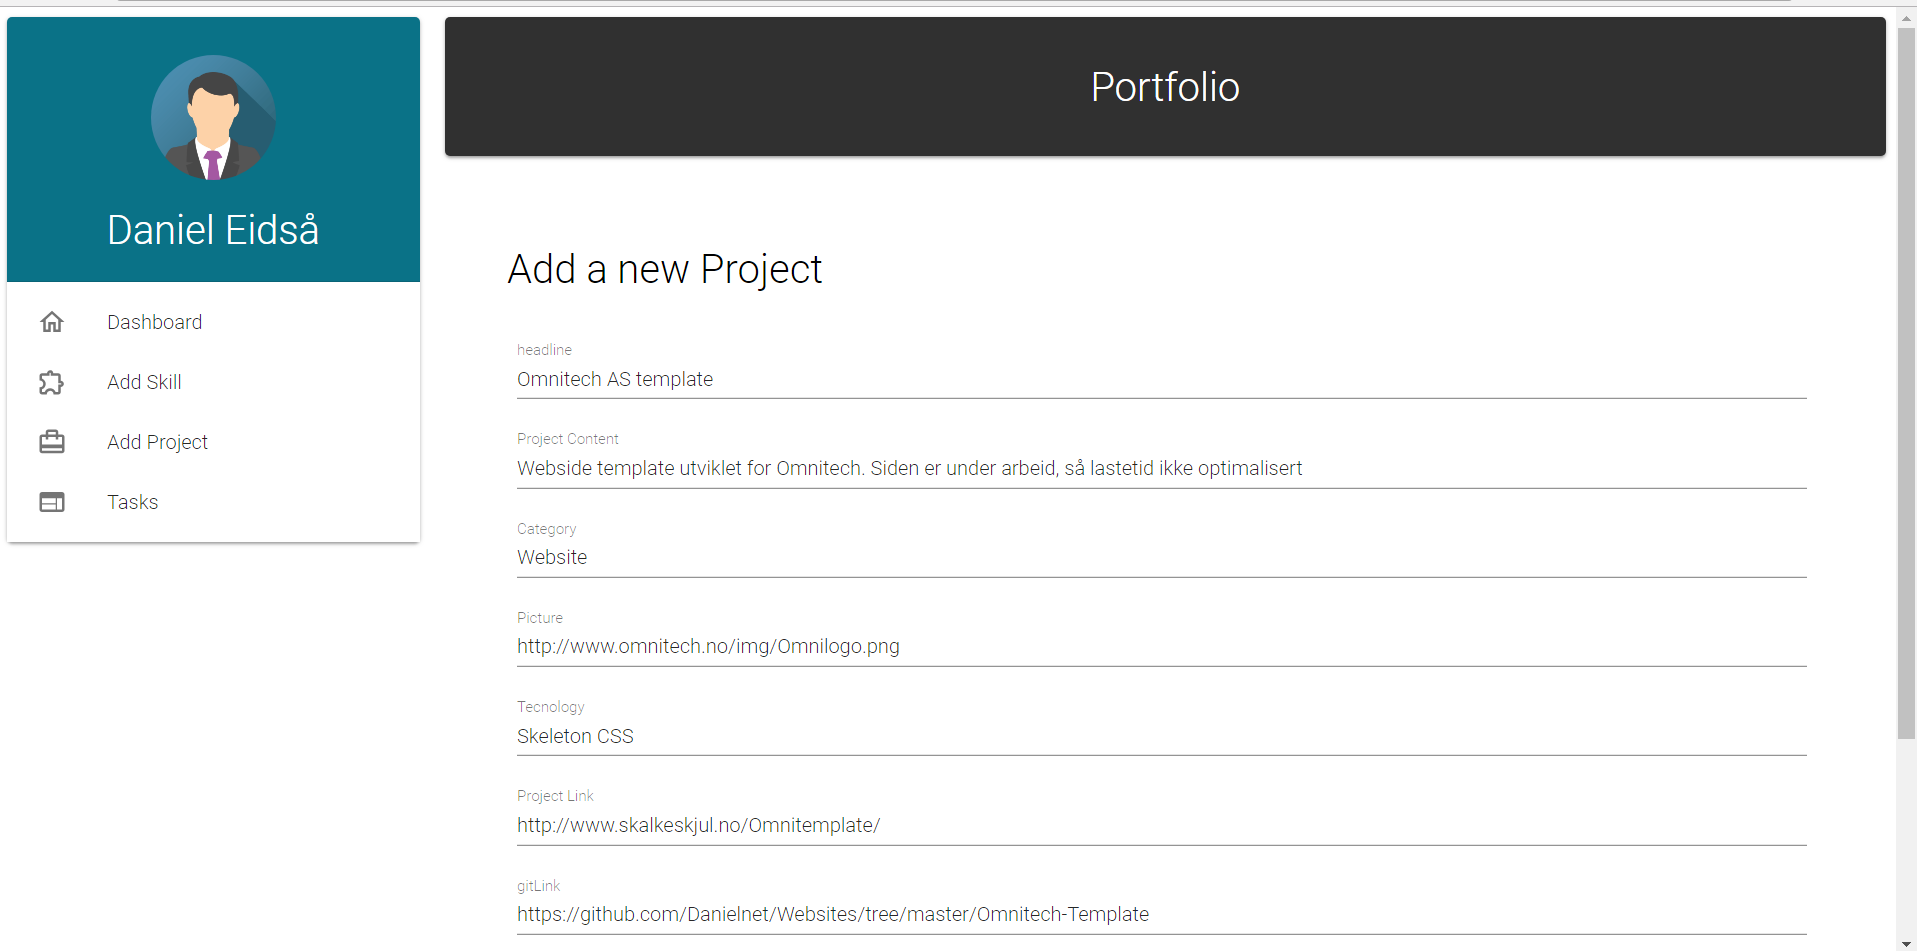 Daniel Eidså
Dashboard
Add Skill
Add Project
Tasks
Portfolio
Add a new Project
headline
Omnitech AS template
Project Content
Webside template utviklet for Omnitech. Siden er under arbeid, så lastetid ikke optimalisert
Category
Website
Picture
http://www.omnitech.no/img/Omnilogo.png
Tecnology
Skeleton CSS
Project Link
http://www.skalkeskjul.no/Omnitemplate/
gitLink
https://github.com/Danielnet/Websites/tree/master/Omnitech-Template